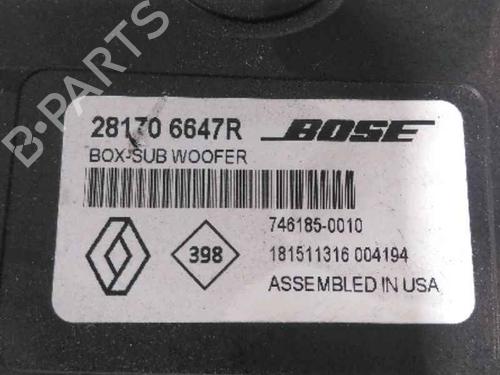 B-PARTS
28170 6647R BOSE
BOX-SUB WOOFER
746185-0010
398
181511316 004194
ASSEMBLED IN USA